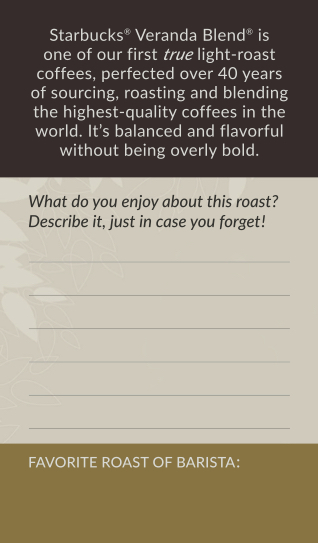 Starbucks® Veranda Blend® is
one of our first true light-roast
coffees, perfected over 40 years
of sourcing, roasting and blending
the highest-quality coffees in the
world. It's balanced and flavorful
without being overly bold.
What do you enjoy about this roast?
Describe it, just in case you forget!
FAVORITE ROAST OF BARISTA: